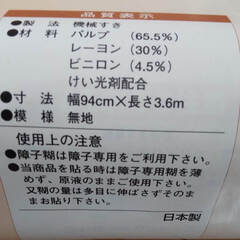 品質表示
●製法 機械すき
●材料 パルプ (65.5%)
レーヨン (30%)
ビニロン (4.5%)
けい光剤配合
●寸法 幅94cm×長さ3.6m
●模様 無地
使用上の注意
●障子糊は障子専用をご利用下さい。
●当商品を貼る時は障子専用糊を薄
めず、原液のままご使用下さい。
又糊の量は多目に伸ばさずそのま
まお貼り下さい。
日本製